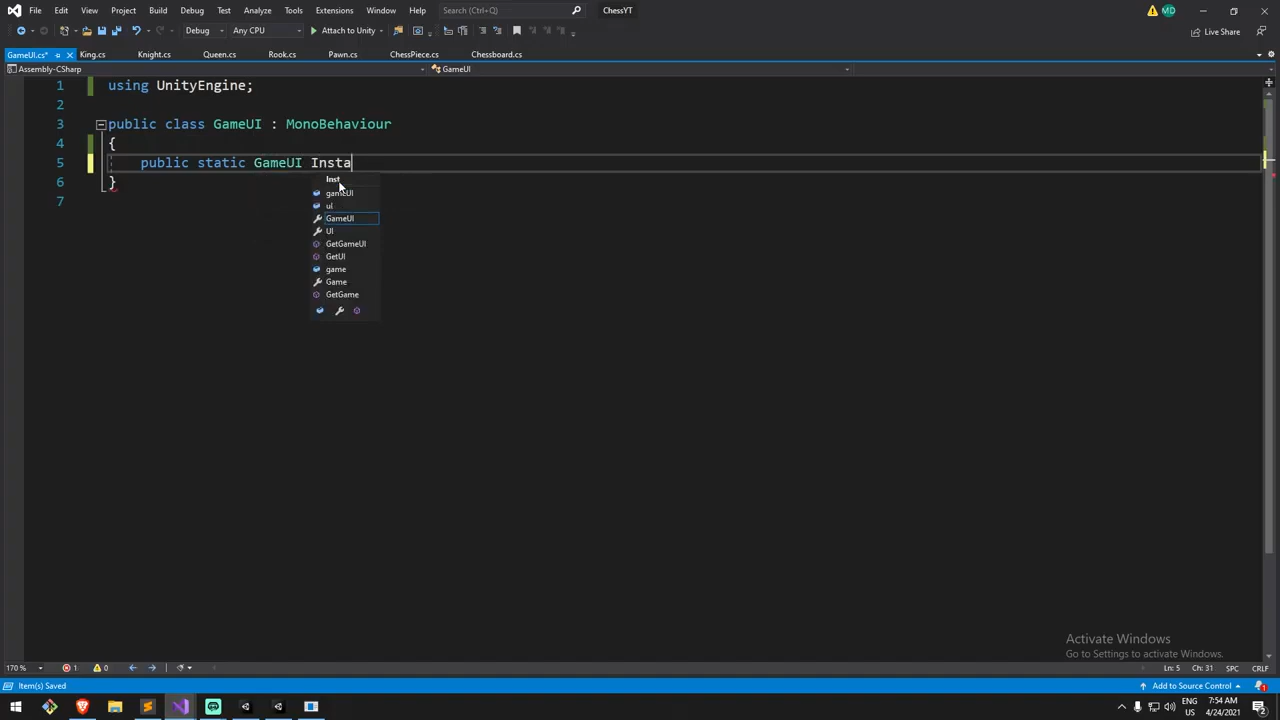 File Edit View Project Build Debug Test Analyze Tools Extensions Window Help Search (Ctrl+Q) ChessYT MD
Debug Any CPU Attach to Unity Live Share
GameUI.cs* King.cs Knight.cs Queen.cs Rook.cs Pawn.cs ChessPiece.cs Chessboard.cs
Assembly-CSharp GameUI
1 using UnityEngine;
2
3 public class GameUI : MonoBehaviour
4 {
5 public static GameUI Insta
Inst
6 }
gameUI
7
uI
GameUI
UI
GetGameUI
GetUI
game
Game
GetGame
Activate Windows
Go to Settings to activate Windows.
170 % 1 0 Ln: 5 Ch: 31 SPC CRLF
Item(s) Saved Add to Source Control 1
ENG 7:54 AM
US 4/24/2021 2